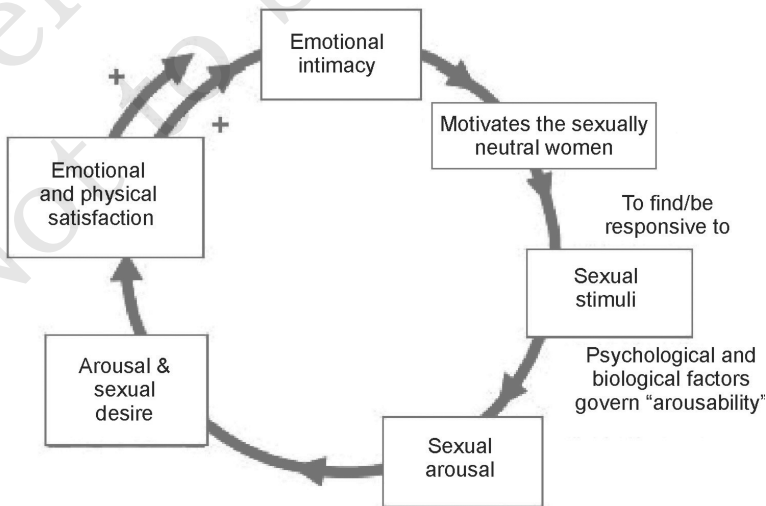 Emotional
intimacy
Motivates the sexually
neutral women
To find/be
responsive to
Sexual
stimuli
Psychological and
biological factors
govern “arousability”
Sexual
arousal
Arousal &
sexual
desire
Emotional
and physical
satisfaction
+
+